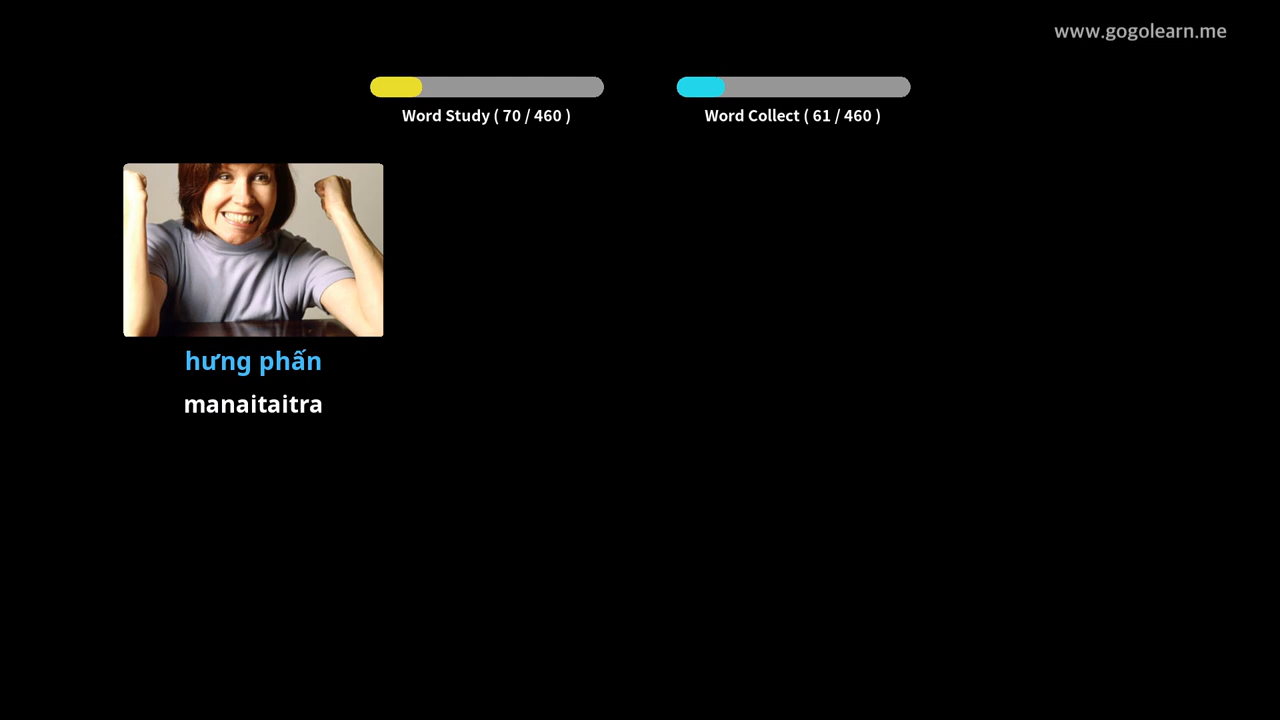 www.gogolearn.me
Word Study ( 70 / 460 )
Word Collect ( 61 / 460 )
hưng phấn
manaitaitra